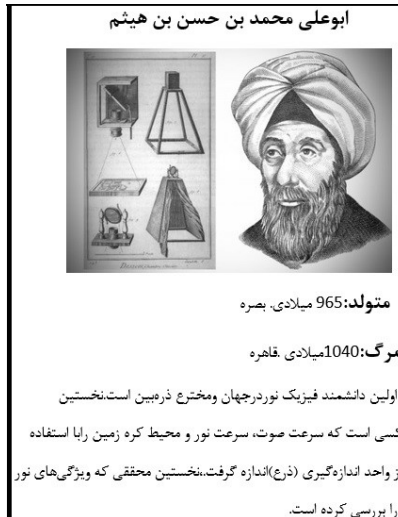 ابوعلی محمد بن حسن بن هیثم
متولد:965 میلادی. بصره
مرگ:1040میلادی .قاهره
اولین دانشمند فیزیک نوردرجهان ومخترع ذره‌بین است.نخستین
کسی است که سرعت صوت، سرعت نور و محیط کره زمین رابا استفاده
از واحد اندازه‌گیری (ذرع)اندازه گرفت.،نخستین محققی که ویژگی‌های نور
را بررسی کرده است.